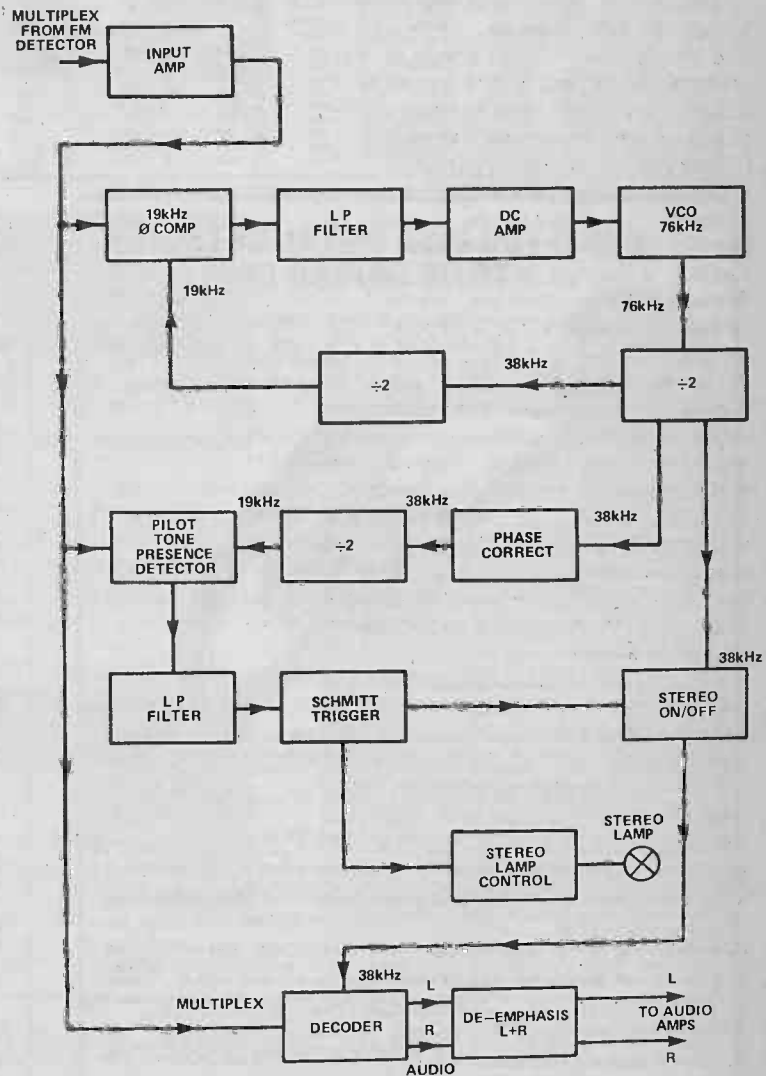 MULTIPLEX
FROM FM
DETECTOR
INPUT
AMP
19kHz
Ø COMP
L P
FILTER
DC
AMP
VCO
76kHz
19kHz
76kHz
÷2
38kHz
÷2
19kHz
38kHz
38kHz
PILOT
TONE
PRESENCE
DETECTOR
÷2
PHASE
CORRECT
38kHz
L P
FILTER
SCHMITT
TRIGGER
STEREO
ON/OFF
STEREO
LAMP
STEREO
LAMP
CONTROL
38kHz
MULTIPLEX
DECODER
L
R
AUDIO
DE–EMPHASIS
L+R
L
TO AUDIO
AMPS
R